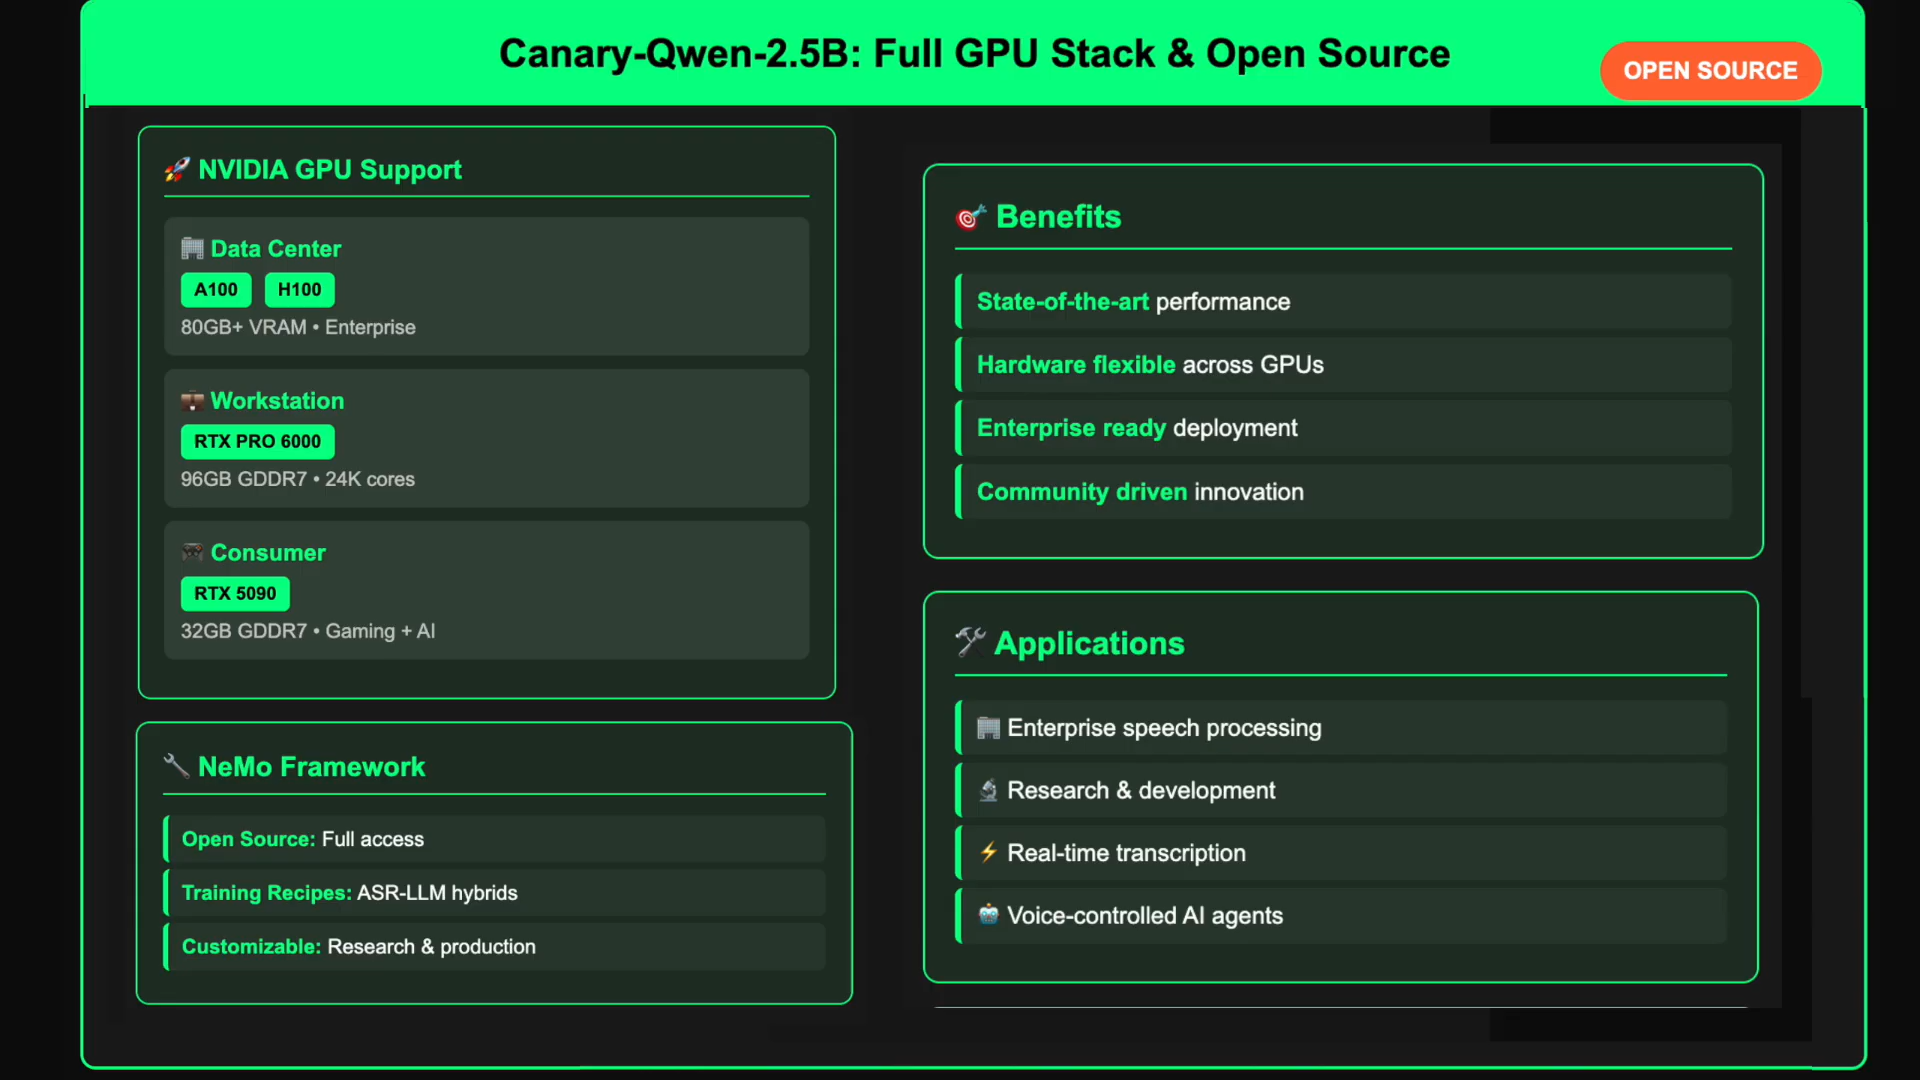 Canary-Qwen-2.5B: Full GPU Stack & Open Source
OPEN SOURCE
NVIDIA GPU Support
Data Center
A100 H100
80GB+ VRAM • Enterprise
Workstation
RTX PRO 6000
96GB GDDR7 • 24K cores
Consumer
RTX 5090
32GB GDDR7 • Gaming + AI
NeMo Framework
Open Source: Full access
Training Recipes: ASR-LLM hybrids
Customizable: Research & production
Benefits
State-of-the-art performance
Hardware flexible across GPUs
Enterprise ready deployment
Community driven innovation
Applications
Enterprise speech processing
Research & development
Real-time transcription
Voice-controlled AI agents